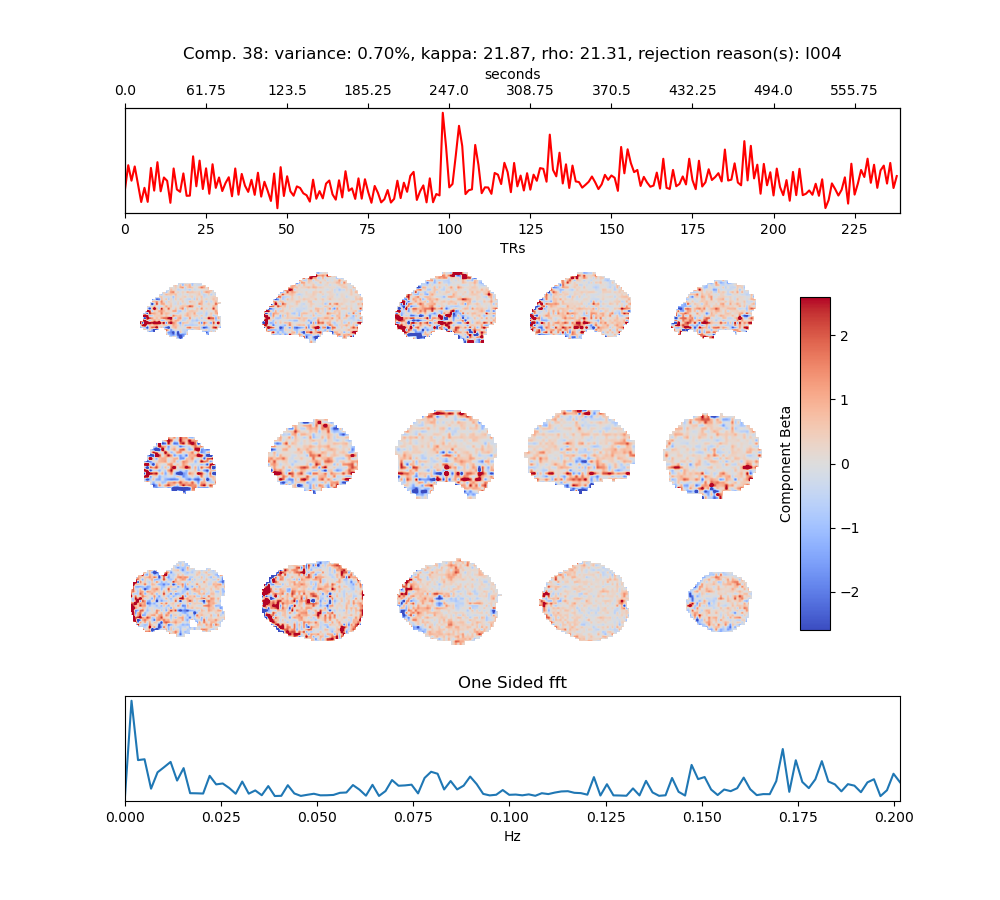 Comp. 38: variance: 0.70%, kappa: 21.87, rho: 21.31, rejection reason(s): I004
seconds
0.0 61.75 123.5 185.25 247.0 308.75 370.5 432.25 494.0 555.75
0 25 50 75 100 125 150 175 200 225
TRs
2
1
0
−1
−2
Component Beta
One Sided fft
0.000 0.025 0.050 0.075 0.100 0.125 0.150 0.175 0.200
Hz